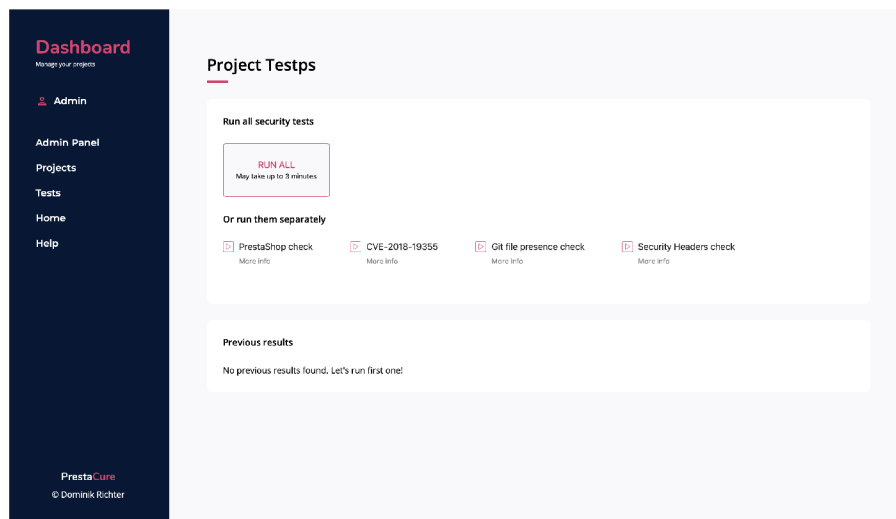 Dashboard
Manage your projects
Admin
Admin Panel
Projects
Tests
Home
Help
PrestaCure
© Dominik Richter
Project Testps
Run all security tests
RUN ALL
May take up to 3 minutes
Or run them separately
PrestaShop check CVE-2018-19355 Git file presence check Security Headers check
More info More info More info More info
Previous results
No previous results found. Let's run first one!